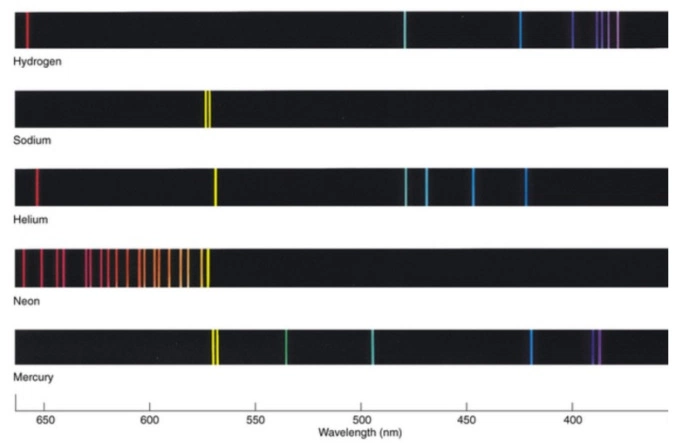 Hydrogen
Sodium
Helium
Neon
Mercury
650 600 550 500 450 400
Wavelength (nm)